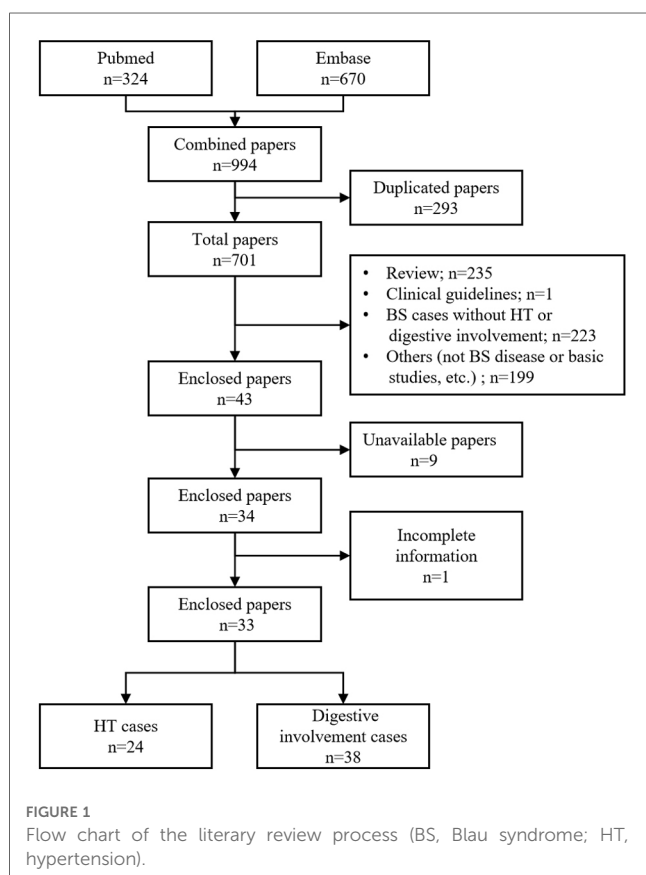 Pubmed
n=324
Embase
n=670
Combined papers
n=994
Duplicated papers
n=293
Total papers
n=701
• Review; n=235
• Clinical guidelines; n=1
• BS cases without HT or
digestive involvement; n=223
• Others (not BS disease or basic
studies, etc.) ; n=199
Enclosed papers
n=43
Unavailable papers
n=9
Enclosed papers
n=34
Incomplete
information
n=1
Enclosed papers
n=33
HT cases
n=24
Digestive
involvement cases
n=38
FIGURE 1
Flow chart of the literary review process (BS, Blau syndrome; HT,
hypertension).